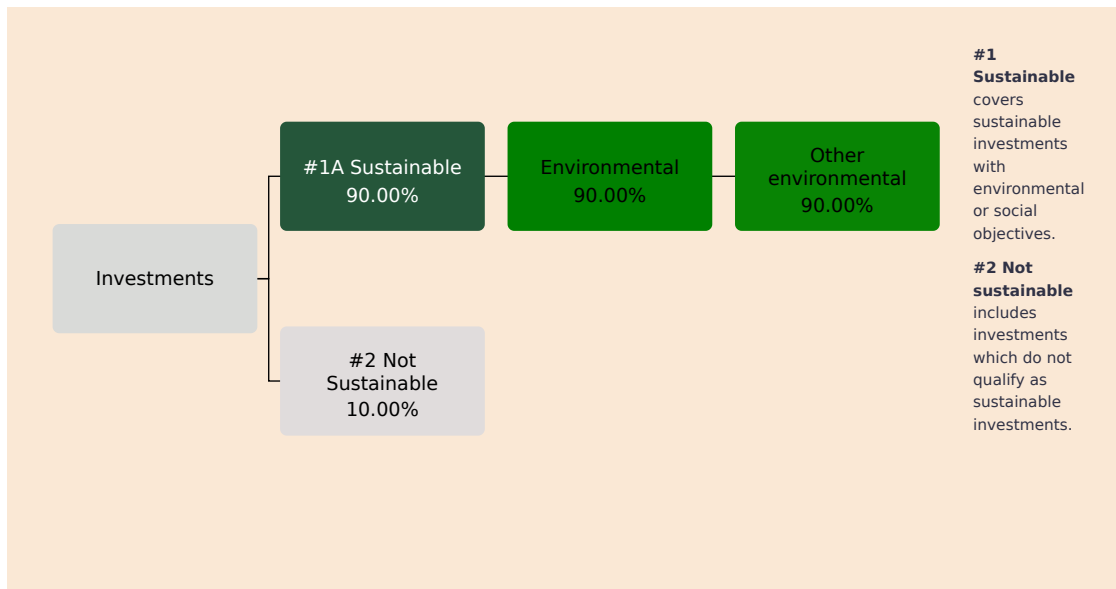 Investments
#1A Sustainable
90.00%
Environmental
90.00%
Other
environmental
90.00%
#2 Not
Sustainable
10.00%
#1
Sustainable
covers
sustainable
investments
with
environmental
or social
objectives.
#2 Not
sustainable
includes
investments
which do not
qualify as
sustainable
investments.